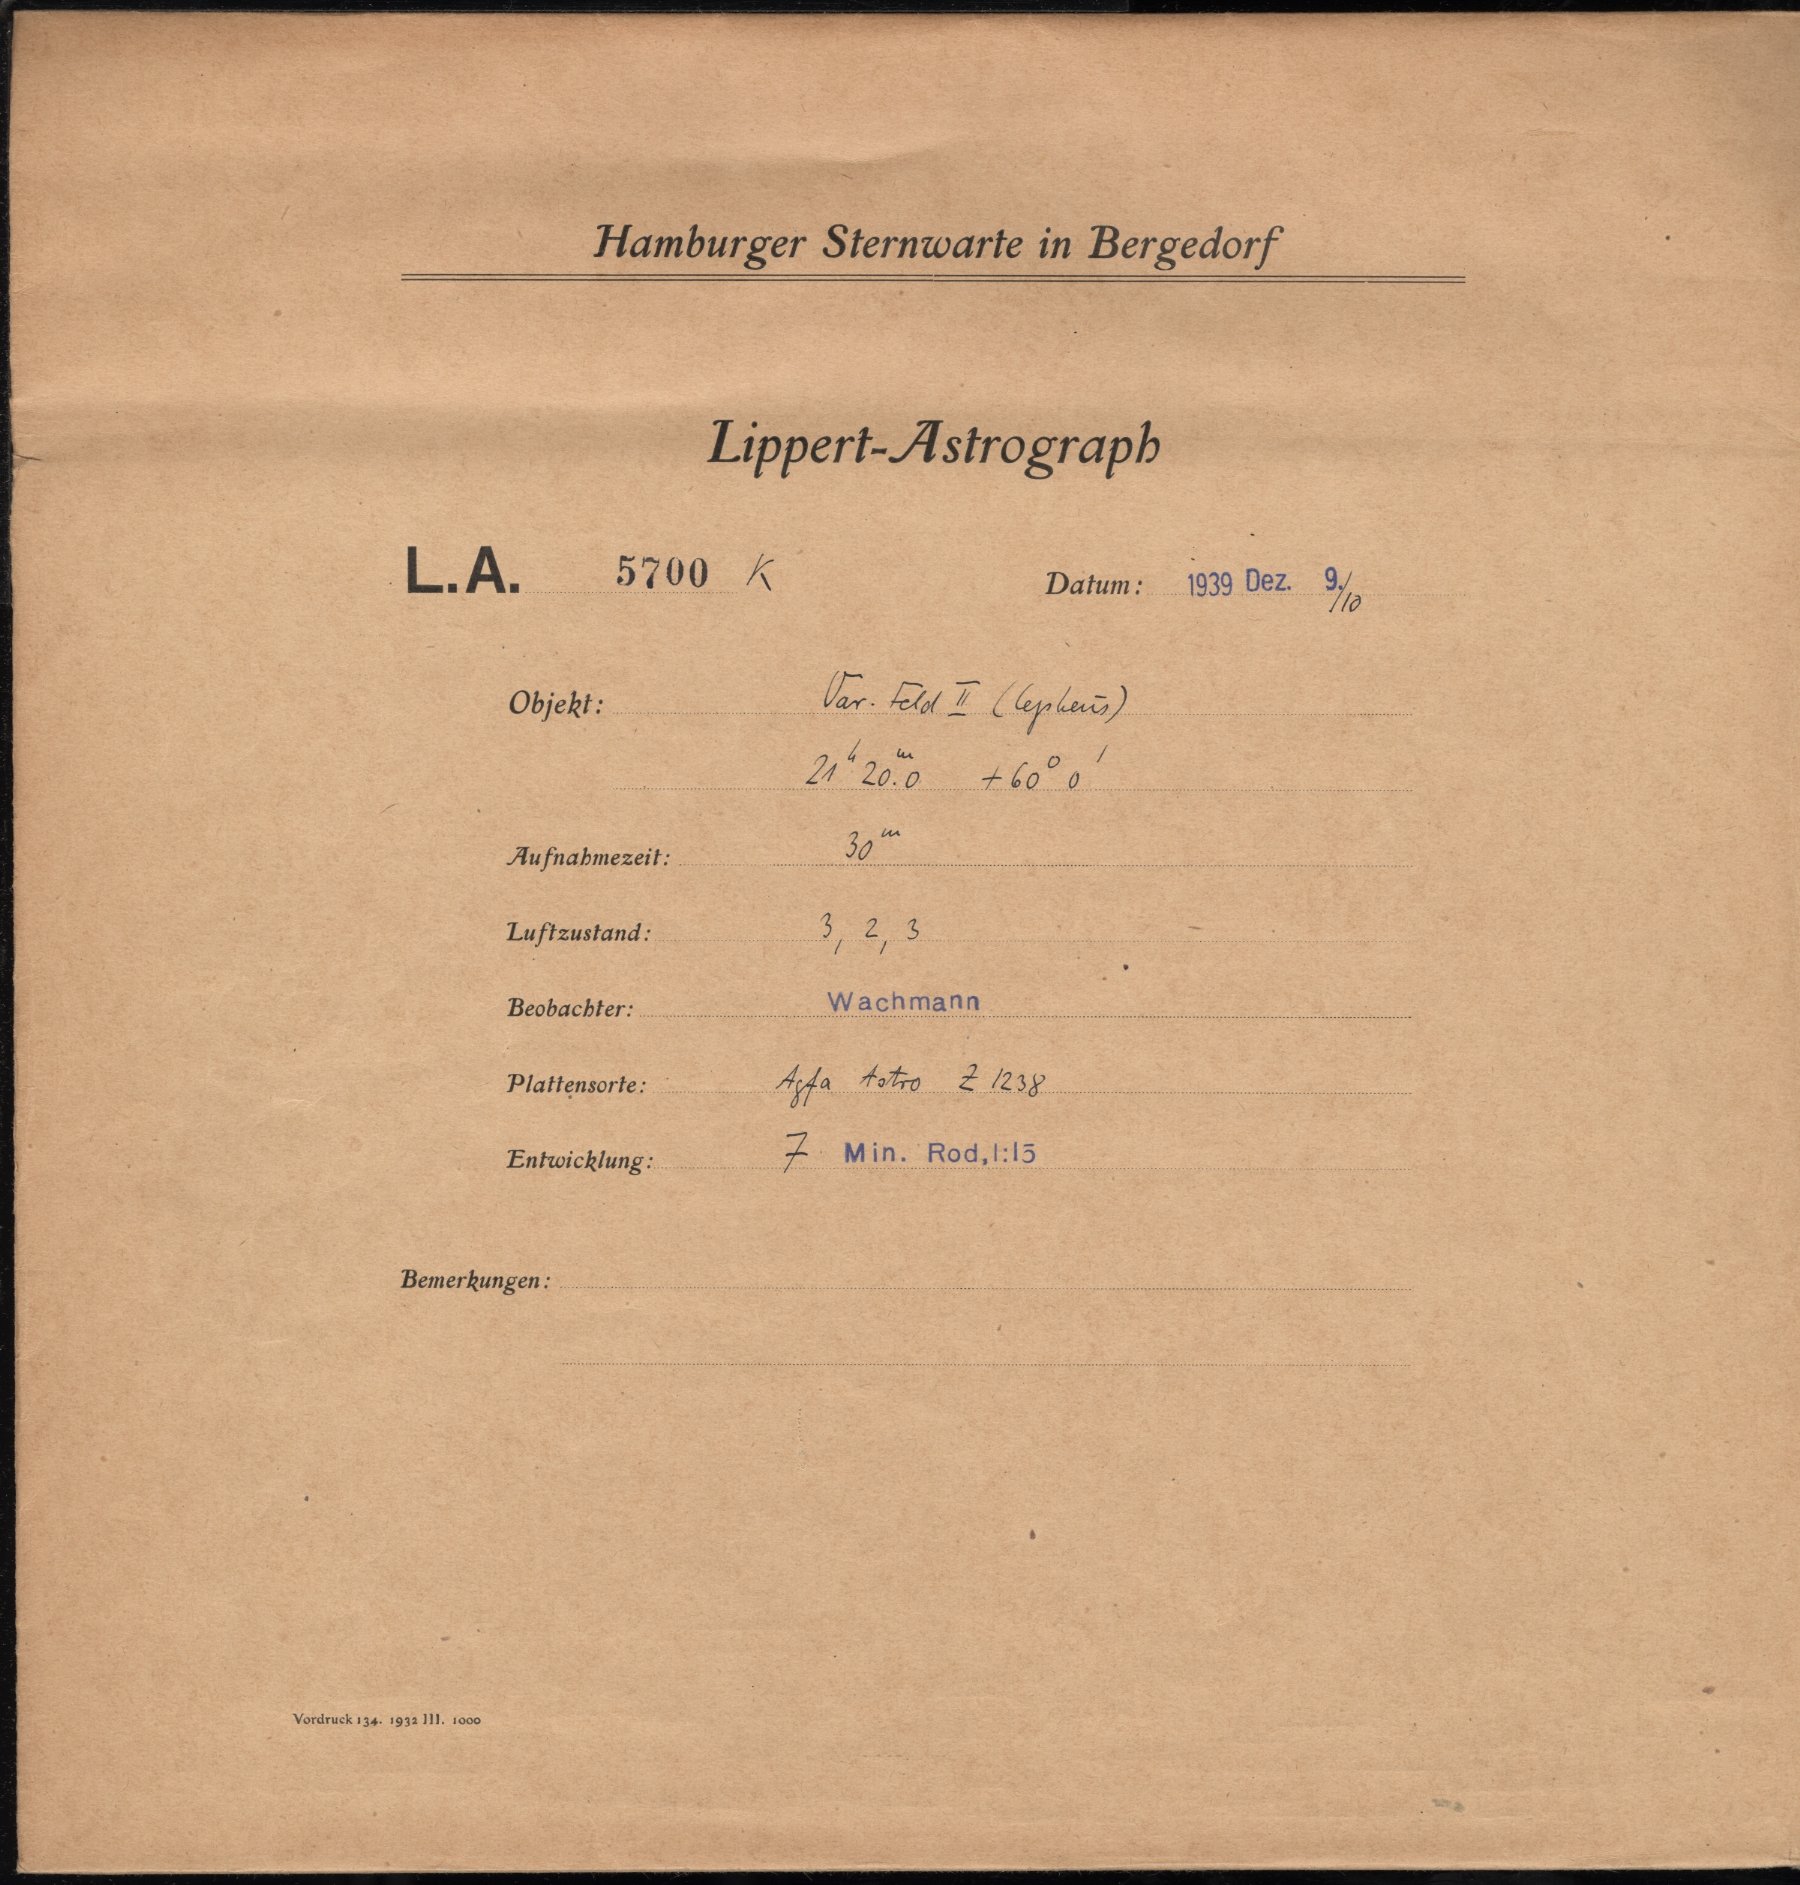 Hamburger Sternwarte in Bergedorf
Lippert-Astrograph
L.A. 5700 K Datum: 1939 Dez. 9./10
Objekt: Var. Feld II (Cepheus)
21ʰ 20ᵐ.0 +60° 0′
Aufnahmezeit: 30ᵐ
Luftzustand: 3, 2, 3
Beobachter: Wachmann
Plattensorte: Agfa Astro Z 1238
Entwicklung: 7 Min. Rod, 1:15
Bemerkungen:
Vordruck 134. 1932 III. 1000